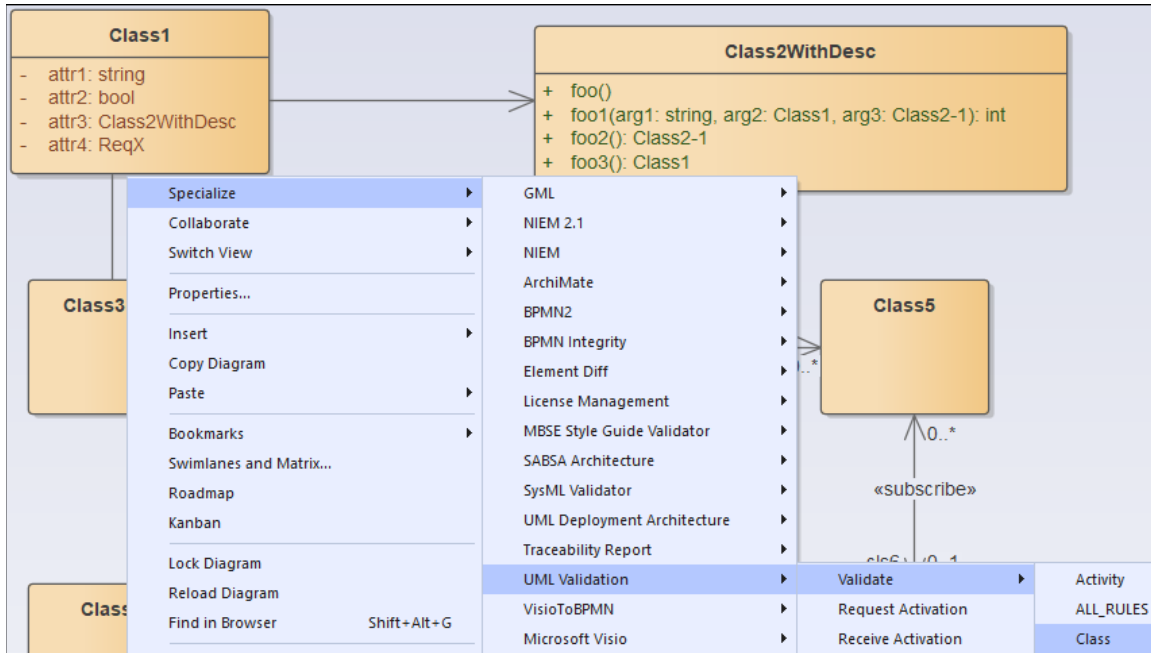 Class1
- attr1: string
- attr2: bool
- attr3: Class2WithDesc
- attr4: ReqX
Class2WithDesc
+ foo()
+ foo1(arg1: string, arg2: Class1, arg3: Class2-1): int
+ foo2(): Class2-1
+ foo3(): Class1
Specialize
Collaborate
Switch View
Properties...
Insert
Copy Diagram
Paste
Bookmarks
Swimlanes and Matrix...
Roadmap
Kanban
Lock Diagram
Reload Diagram
Find in Browser Shift+Alt+G
GML
NIEM 2.1
NIEM
ArchiMate
BPMN2
BPMN Integrity
Element Diff
License Management
MBSE Style Guide Validator
SABSA Architecture
SysML Validator
UML Deployment Architecture
Traceability Report
UML Validation
VisioToBPMN
Microsoft Visio
Validate
Request Activation
Receive Activation
Activity
ALL_RULES
Class
Class3
Class5
..*
0..*
«subscribe»
0..1
Class